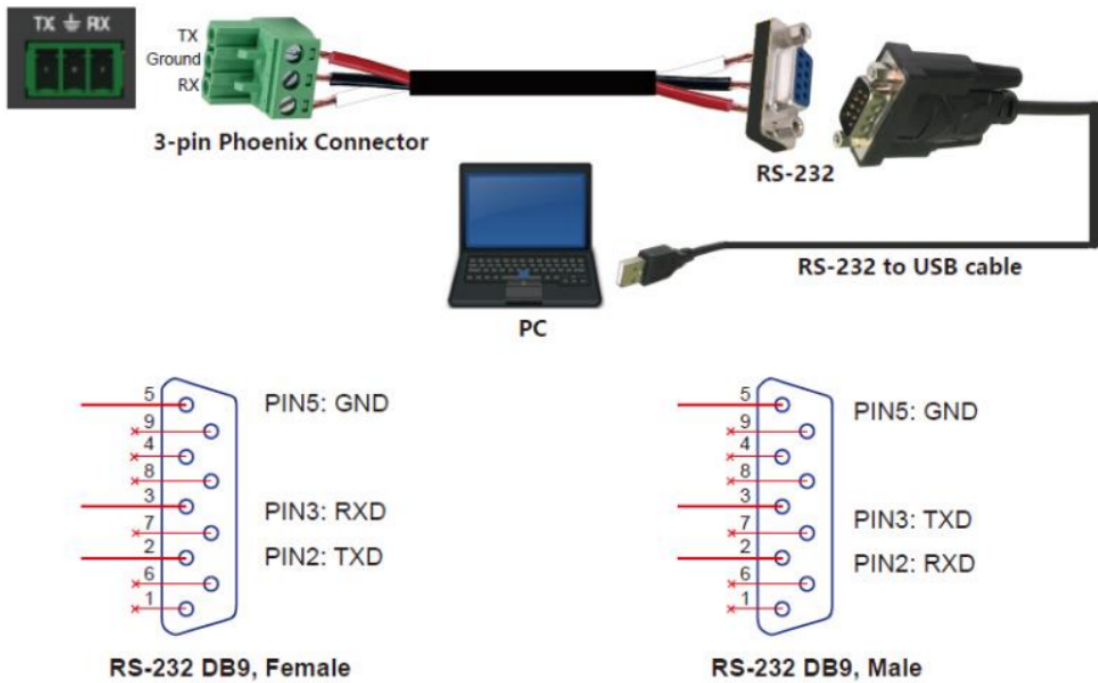 TX ⏚ RX
TX
Ground
RX
3-pin Phoenix Connector
RS-232
RS-232 to USB cable
PC
5
9
4
8
3
7
2
6
1
PIN5: GND
PIN3: RXD
PIN2: TXD
RS-232 DB9, Female
5
9
4
8
3
7
2
6
1
PIN5: GND
PIN3: TXD
PIN2: RXD
RS-232 DB9, Male